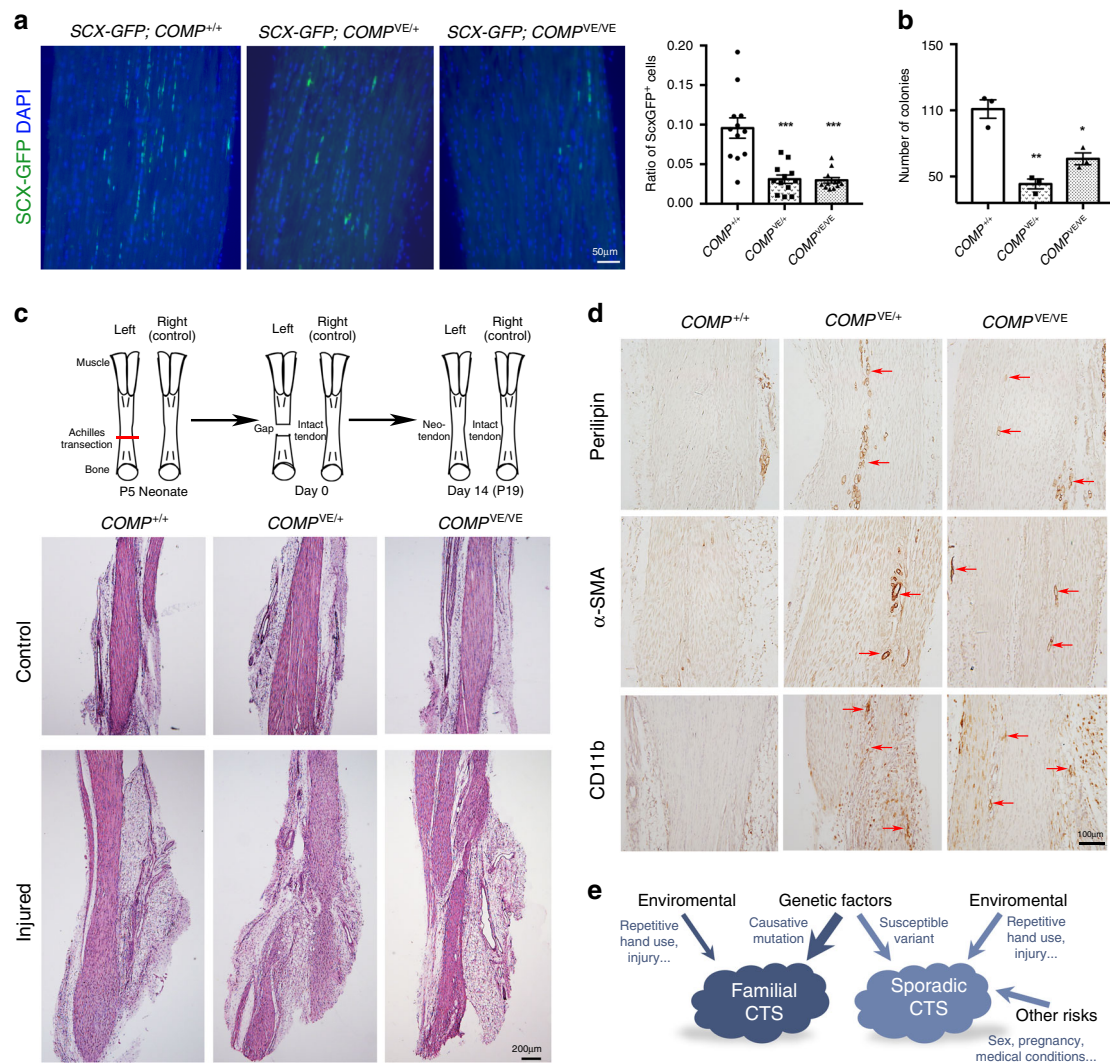 a
SCX-GFP; COMP+/+
SCX-GFP; COMPVE/+
SCX-GFP; COMPVE/VE
SCX-GFP DAPI
50μm
Ratio of ScxGFP+ cells
0.20
0.15
0.10
0.05
0.00
***
***
COMP+/+
COMPVE/+
COMPVE/VE
b
Number of colonies
150
110
50
**
*
COMP+/+
COMPVE/+
COMPVE/VE
c
Left
Right
(control)
Left
Right
(control)
Left
Right
(control)
Muscle
Achilles
transection
Bone
Gap
Intact
tendon
Neo-
tendon
Intact
tendon
P5 Neonate
Day 0
Day 14 (P19)
COMP+/+
COMPVE/+
COMPVE/VE
Control
Injured
200μm
d
COMP+/+
COMPVE/+
COMPVE/VE
Perilipin
α-SMA
CD11b
100μm
e
Enviromental
Genetic factors
Enviromental
Repetitive
hand use,
injury...
Causative
mutation
Susceptible
variant
Repetitive
hand use,
injury...
Familial
CTS
Sporadic
CTS
Other risks
Sex, pregnancy,
medical conditions...